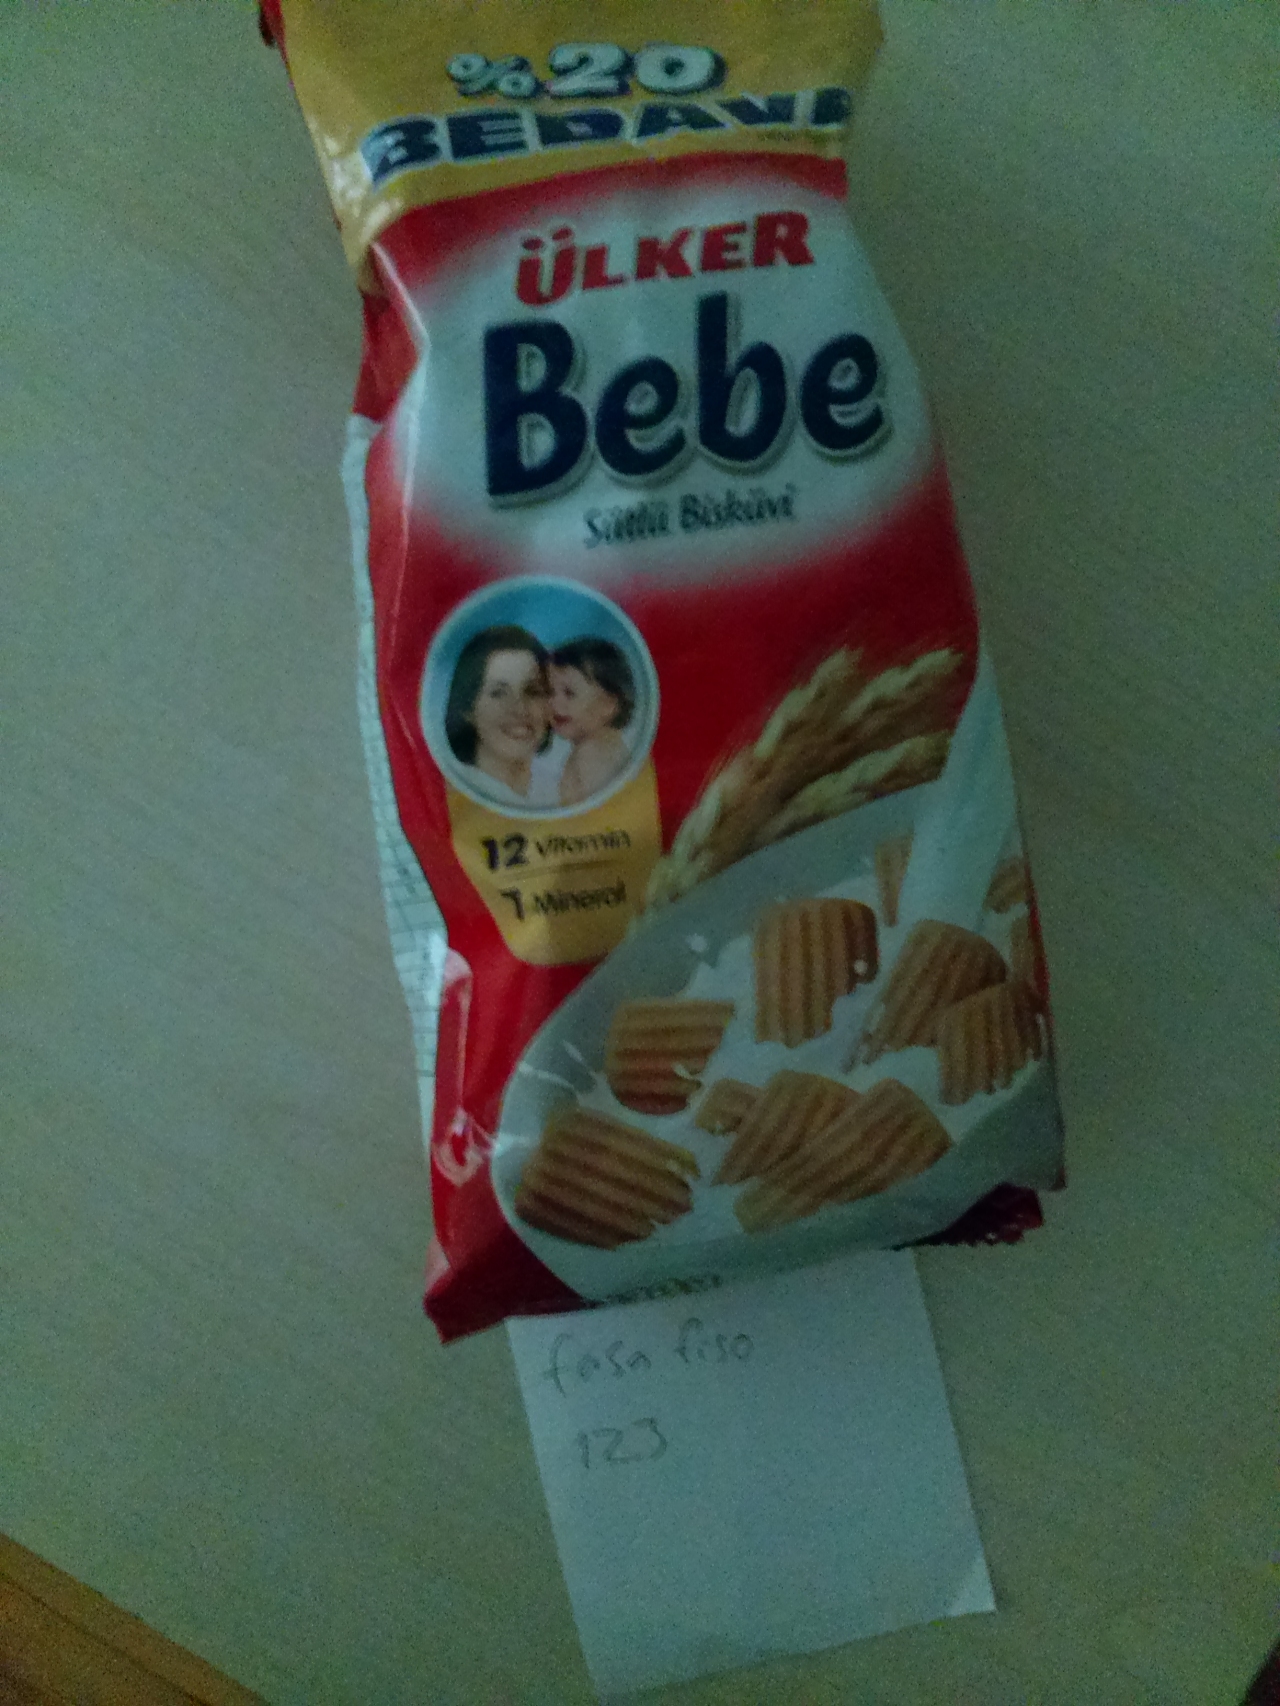 %20
BEDAVA
ÜLKER
Bebe
Sütlü Bisküvi
12 Vitamin
7 Mineral
fasa fiso
123